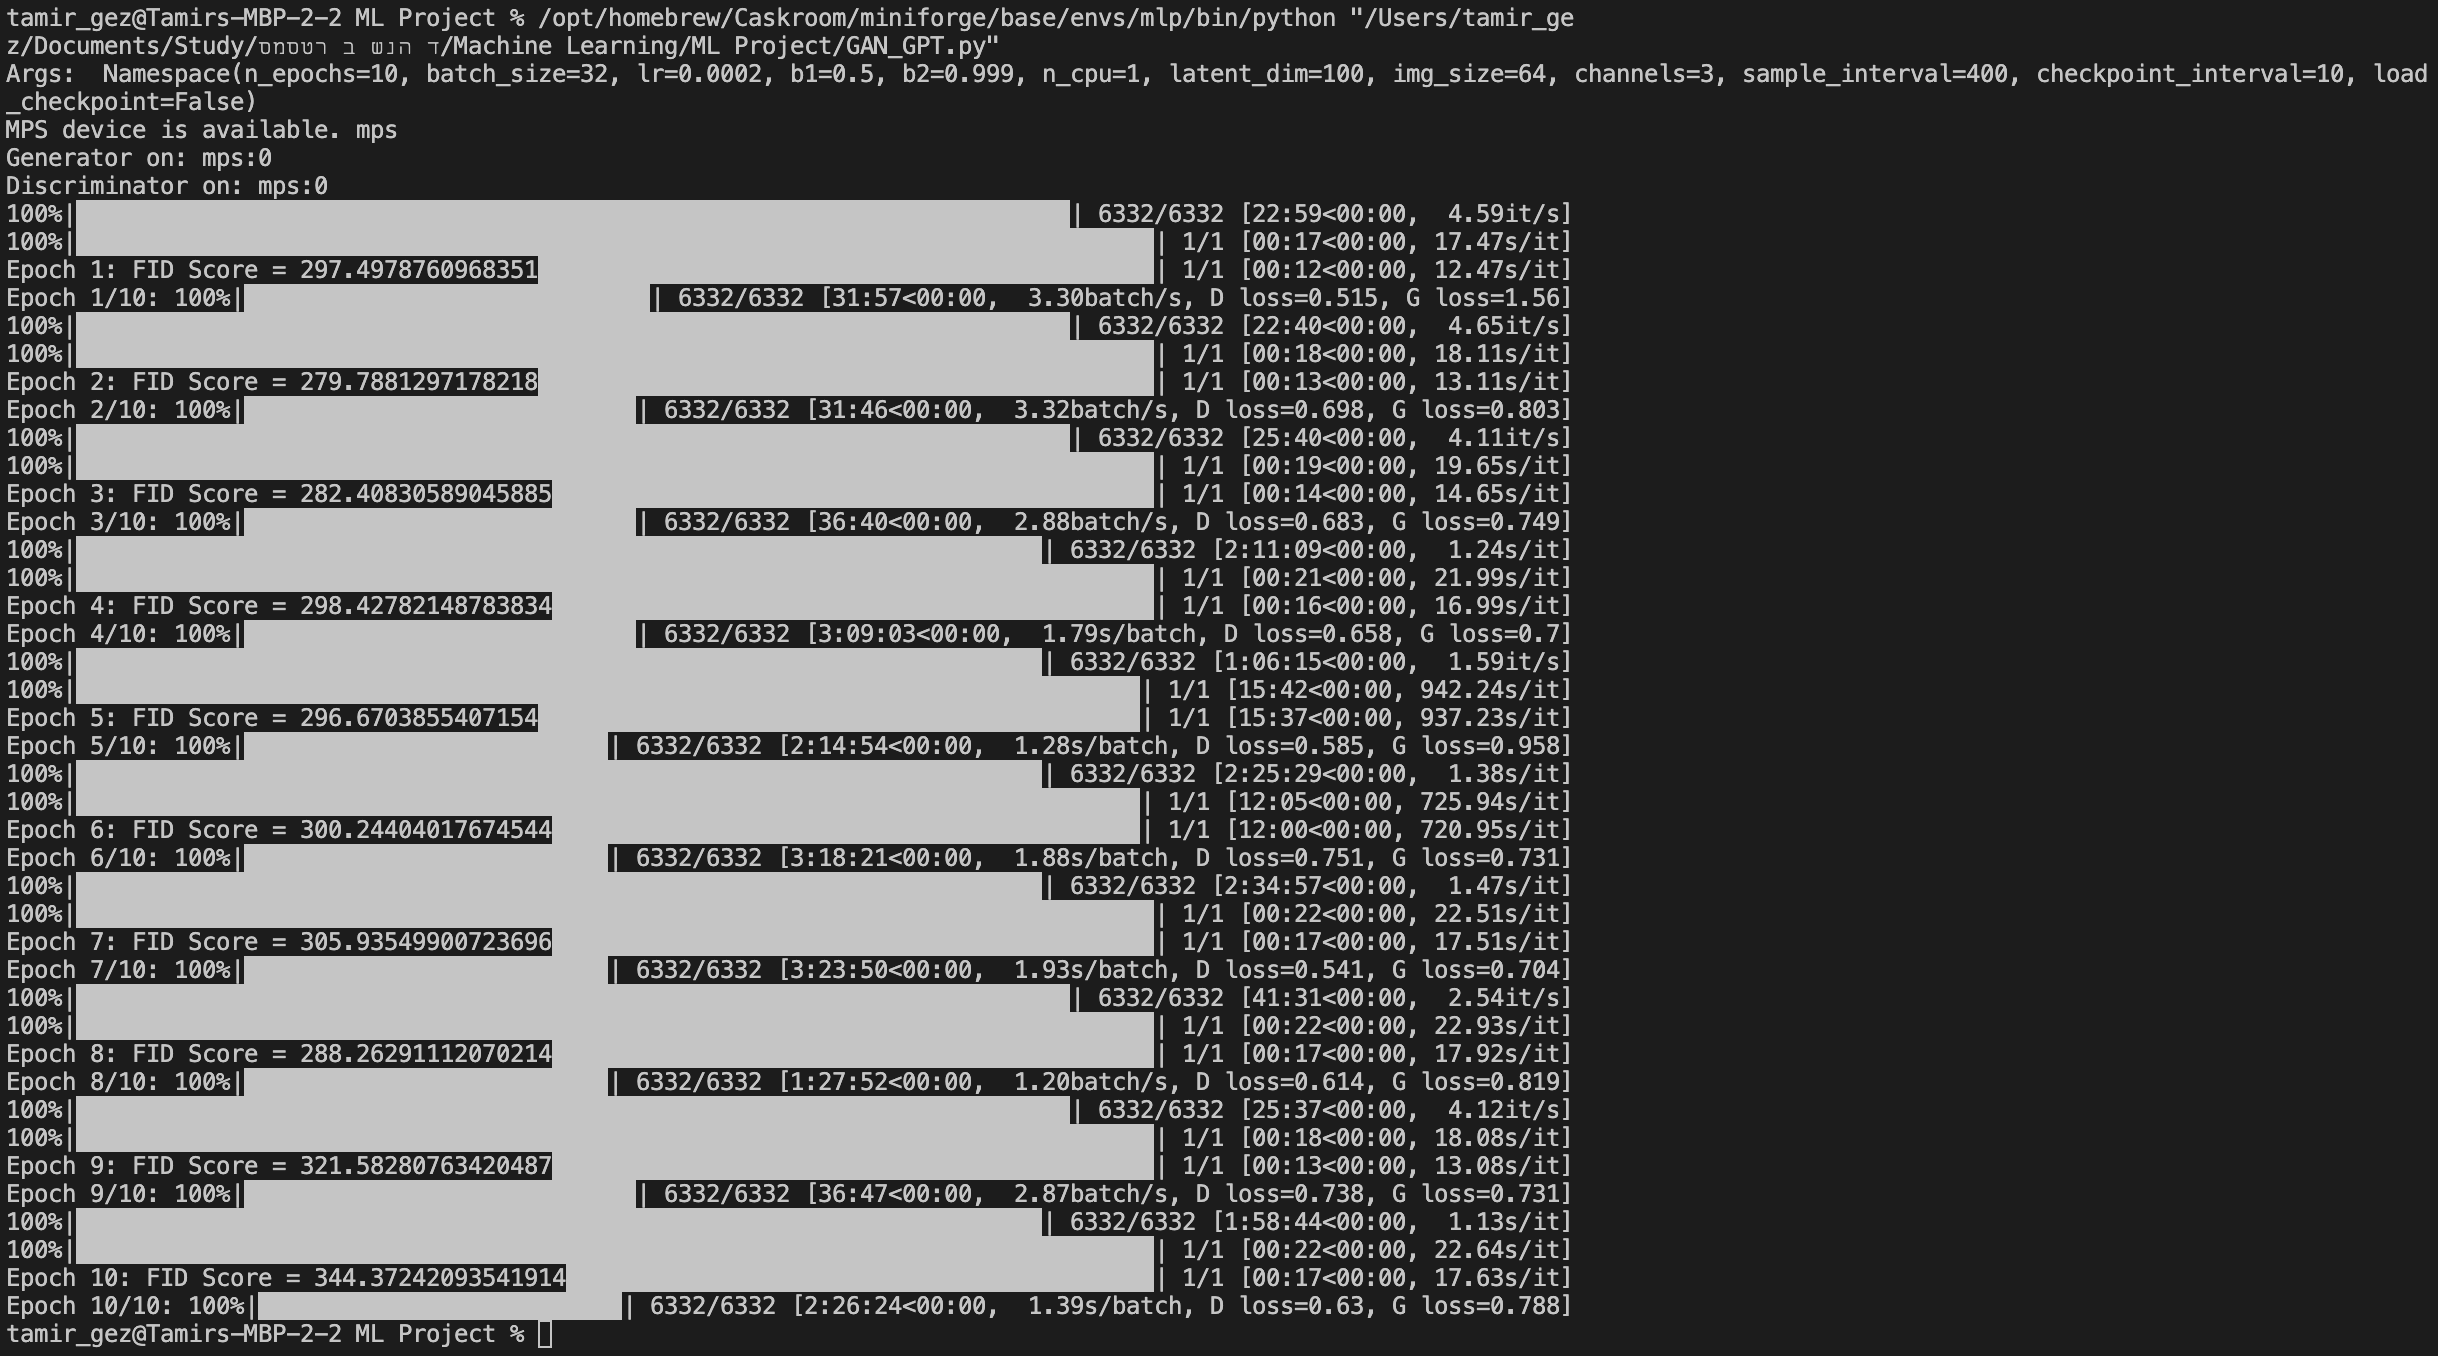 tamir_gez@Tamirs-MBP-2-2 ML Project % /opt/homebrew/Caskroom/miniforge/base/envs/mlp/bin/python "/Users/tamir_ge
z/Documents/Study/סמסטר ב שנה ד/Machine Learning/ML Project/GAN_GPT.py"
Args:  Namespace(n_epochs=10, batch_size=32, lr=0.0002, b1=0.5, b2=0.999, n_cpu=1, latent_dim=100, img_size=64, channels=3, sample_interval=400, checkpoint_interval=10, load
_checkpoint=False)
MPS device is available. mps
Generator on: mps:0
Discriminator on: mps:0
100%| | 6332/6332 [22:59<00:00,  4.59it/s]
100%| | 1/1 [00:17<00:00, 17.47s/it]
Epoch 1: FID Score = 297.4978760968351 | 1/1 [00:12<00:00, 12.47s/it]
Epoch 1/10: 100%| | 6332/6332 [31:57<00:00,  3.30batch/s, D loss=0.515, G loss=1.56]
100%| | 6332/6332 [22:40<00:00,  4.65it/s]
100%| | 1/1 [00:18<00:00, 18.11s/it]
Epoch 2: FID Score = 279.7881297178218 | 1/1 [00:13<00:00, 13.11s/it]
Epoch 2/10: 100%| | 6332/6332 [31:46<00:00,  3.32batch/s, D loss=0.698, G loss=0.803]
100%| | 6332/6332 [25:40<00:00,  4.11it/s]
100%| | 1/1 [00:19<00:00, 19.65s/it]
Epoch 3: FID Score = 282.40830589045885 | 1/1 [00:14<00:00, 14.65s/it]
Epoch 3/10: 100%| | 6332/6332 [36:40<00:00,  2.88batch/s, D loss=0.683, G loss=0.749]
100%| | 6332/6332 [2:11:09<00:00,  1.24s/it]
100%| | 1/1 [00:21<00:00, 21.99s/it]
Epoch 4: FID Score = 298.42782148783834 | 1/1 [00:16<00:00, 16.99s/it]
Epoch 4/10: 100%| | 6332/6332 [3:09:03<00:00,  1.79s/batch, D loss=0.658, G loss=0.7]
100%| | 6332/6332 [1:06:15<00:00,  1.59it/s]
100%| | 1/1 [15:42<00:00, 942.24s/it]
Epoch 5: FID Score = 296.6703855407154 | 1/1 [15:37<00:00, 937.23s/it]
Epoch 5/10: 100%| | 6332/6332 [2:14:54<00:00,  1.28s/batch, D loss=0.585, G loss=0.958]
100%| | 6332/6332 [2:25:29<00:00,  1.38s/it]
100%| | 1/1 [12:05<00:00, 725.94s/it]
Epoch 6: FID Score = 300.24404017674544 | 1/1 [12:00<00:00, 720.95s/it]
Epoch 6/10: 100%| | 6332/6332 [3:18:21<00:00,  1.88s/batch, D loss=0.751, G loss=0.731]
100%| | 6332/6332 [2:34:57<00:00,  1.47s/it]
100%| | 1/1 [00:22<00:00, 22.51s/it]
Epoch 7: FID Score = 305.93549900723696 | 1/1 [00:17<00:00, 17.51s/it]
Epoch 7/10: 100%| | 6332/6332 [3:23:50<00:00,  1.93s/batch, D loss=0.541, G loss=0.704]
100%| | 6332/6332 [41:31<00:00,  2.54it/s]
100%| | 1/1 [00:22<00:00, 22.93s/it]
Epoch 8: FID Score = 288.26291112070214 | 1/1 [00:17<00:00, 17.92s/it]
Epoch 8/10: 100%| | 6332/6332 [1:27:52<00:00,  1.20batch/s, D loss=0.614, G loss=0.819]
100%| | 6332/6332 [25:37<00:00,  4.12it/s]
100%| | 1/1 [00:18<00:00, 18.08s/it]
Epoch 9: FID Score = 321.58280763420487 | 1/1 [00:13<00:00, 13.08s/it]
Epoch 9/10: 100%| | 6332/6332 [36:47<00:00,  2.87batch/s, D loss=0.738, G loss=0.731]
100%| | 6332/6332 [1:58:44<00:00,  1.13s/it]
100%| | 1/1 [00:22<00:00, 22.64s/it]
Epoch 10: FID Score = 344.37242093541914 | 1/1 [00:17<00:00, 17.63s/it]
Epoch 10/10: 100%| | 6332/6332 [2:26:24<00:00,  1.39s/batch, D loss=0.63, G loss=0.788]
tamir_gez@Tamirs-MBP-2-2 ML Project %